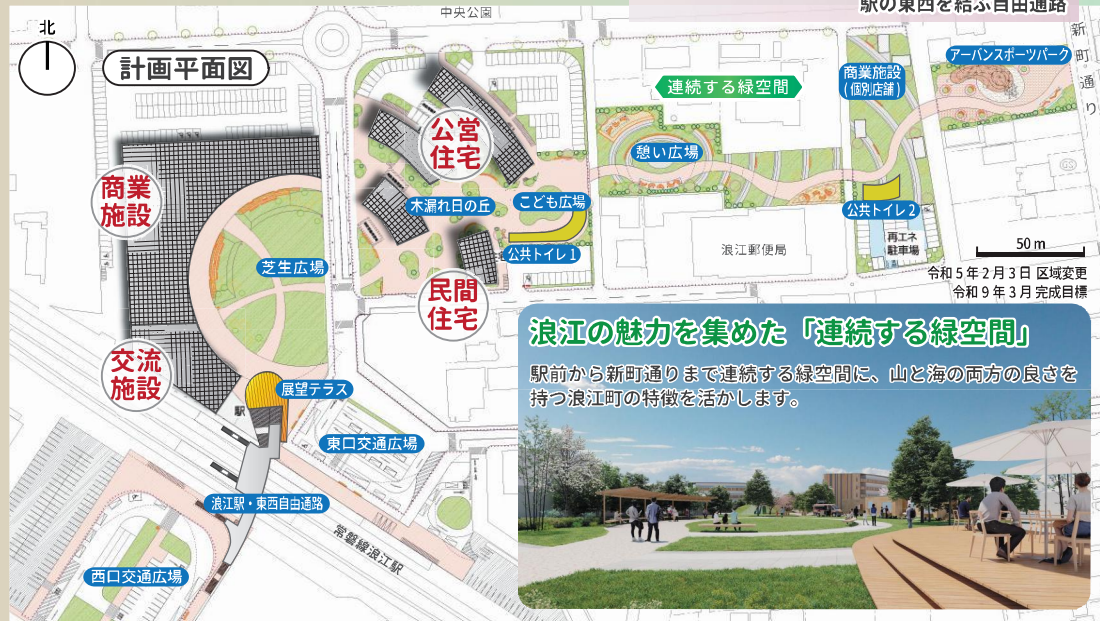 駅の東西を結ぶ自由通路
中央公園
北
計画平面図
新町通り
アーバンスポーツパーク
商業施設
(個別店舗)
連続する緑空間
公営
住宅
憩い広場
商業
施設
木漏れ日の丘
こども広場
公共トイレ2
公共トイレ1
浪江郵便局
再エネ
駐車場
50m
芝生広場
令和5年2月3日 区域変更
令和9年3月 完成目標
民間
住宅
浪江の魅力を集めた「連続する緑空間」
駅前から新町通りまで連続する緑空間に、山と海の両方の良さを
持つ浪江町の特徴を活かします。
交流
施設
展望テラス
駅
東口交通広場
浪江駅・東西自由通路
常磐線浪江駅
西口交通広場